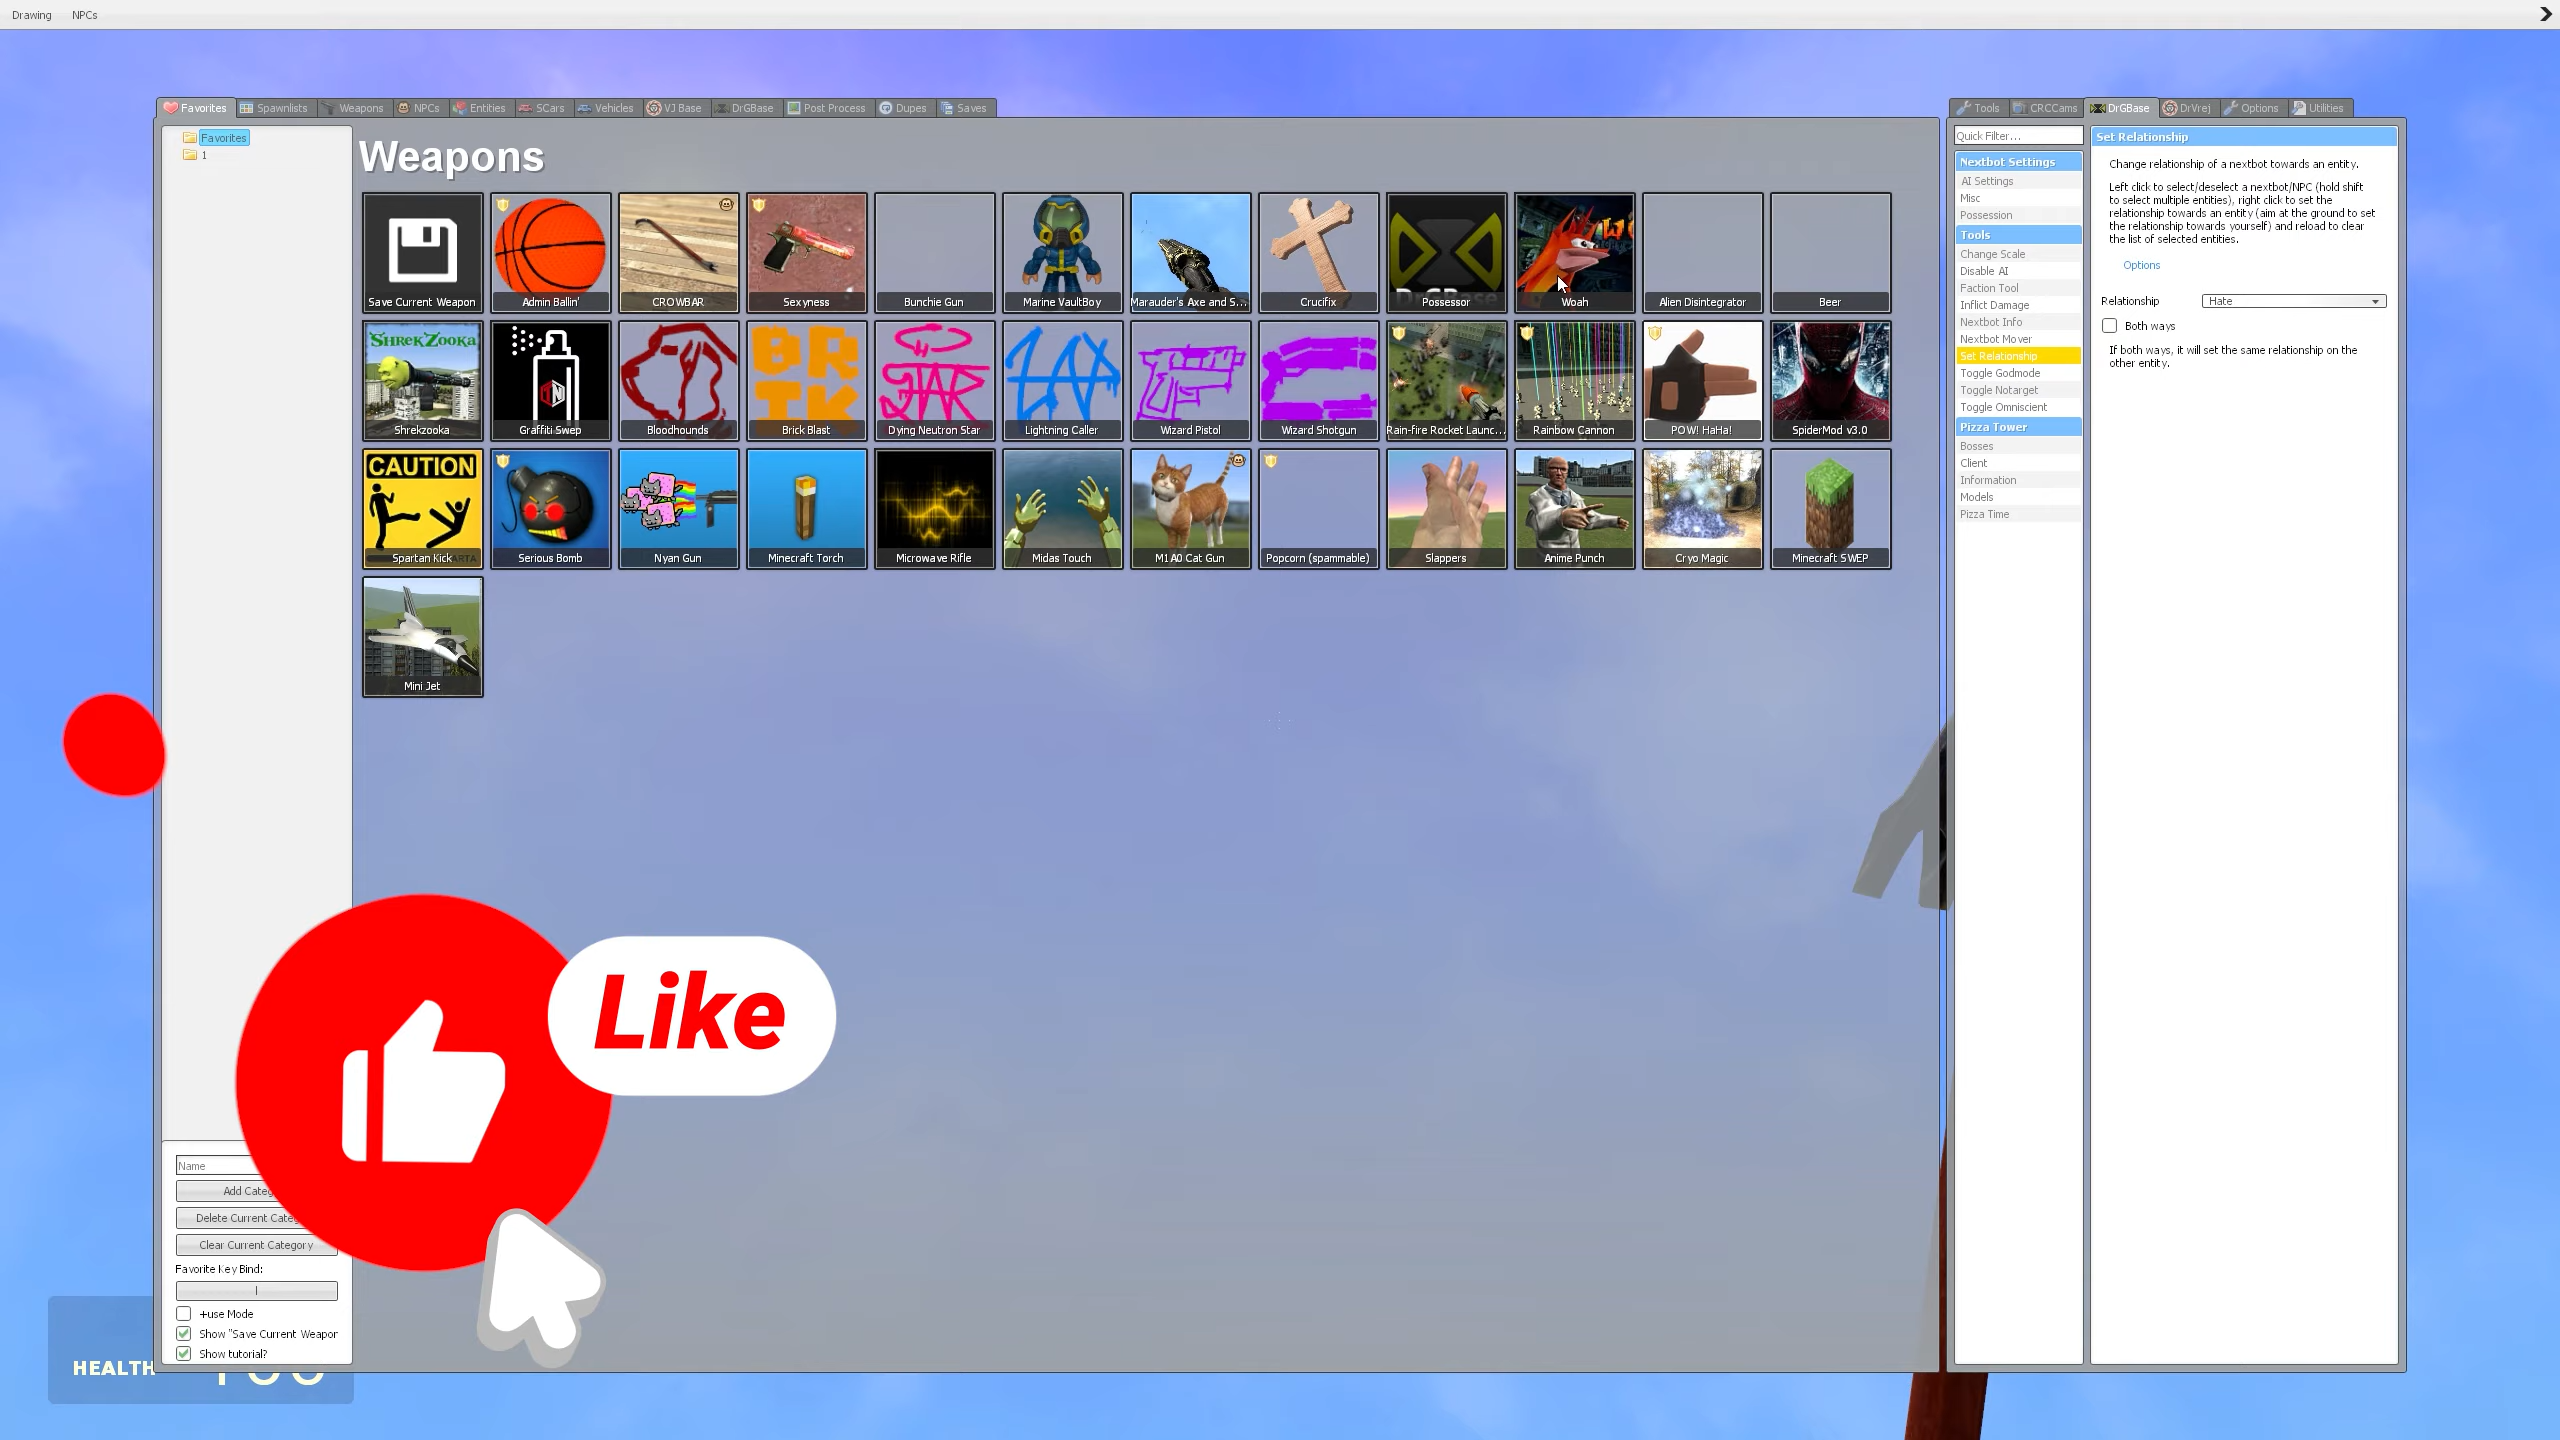 Drawing NPCs
Favorites Spawnlists Weapons NPCs Entities SCars Vehicles VJ Base DrGBase Post Process Dupes Saves
Tools CRCCams DrGBase DrVrej Options Utilities
Favorites
1
Weapons
Save Current Weapon
Admin Ballin'
CROWBAR
Sexyness
Bunchie Gun
Marine VaultBoy
Marauder's Axe and S...
Crucifix
Possessor
Woah
Alien Disintegrator
Beer
SHREKZOOKA
Shrekzooka
Graffiti Swep
Bloodhounds
BR
IK
Brick Blast
STAR
Dying Neutron Star
Lightning Caller
Wizard Pistol
Wizard Shotgun
Rain-fire Rocket Launc...
Rainbow Cannon
POW! HaHa!
SpiderMod v3.0
CAUTION
Spartan Kick
Serious Bomb
Nyan Gun
Minecraft Torch
Microwave Rifle
Midas Touch
M1A0 Cat Gun
Popcorn (spammable)
Slappers
Anime Punch
Cryo Magic
Minecraft SWEP
Mini Jet
Like
Name
Add Categ
Delete Current Categ
Clear Current Category
Favorite Key Bind:
I
+use Mode
Show "Save Current Weapon
Show tutorial?
HEALTH 100
Quick Filter...
Nextbot Settings
AI Settings
Misc
Possession
Tools
Change Scale
Disable AI
Faction Tool
Inflict Damage
Nextbot Info
Nextbot Mover
Set Relationship
Toggle Godmode
Toggle Notarget
Toggle Omniscient
Pizza Tower
Bosses
Client
Information
Models
Pizza Time
Set Relationship
Change relationship of a nextbot towards an entity.
Left click to select/deselect a nextbot/NPC (hold shift
to select multiple entities), right click to set the
relationship towards an entity (aim at the ground to set
the relationship towards yourself) and reload to clear
the list of selected entities.
Options
Relationship Hate
Both ways
If both ways, it will set the same relationship on the
other entity.